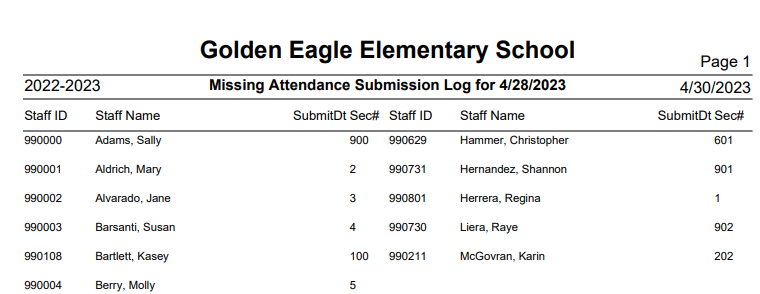 Golden Eagle Elementary School
Page 1
2022-2023 Missing Attendance Submission Log for 4/28/2023 4/30/2023
Staff ID Staff Name SubmitDt Sec# Staff ID Staff Name SubmitDt Sec#
990000 Adams, Sally 900 990629 Hammer, Christopher 601
990001 Aldrich, Mary 2 990731 Hernandez, Shannon 901
990002 Alvarado, Jane 3 990801 Herrera, Regina 1
990003 Barsanti, Susan 4 990730 Liera, Raye 902
990108 Bartlett, Kasey 100 990211 McGovran, Karin 202
990004 Berry, Molly 5